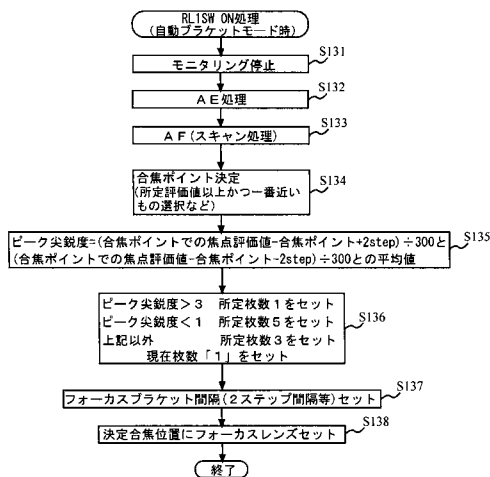 RL1SW ON処理
(自動ブラケットモード時)
S131
モニタリング停止
S132
AE処理
S133
AF(スキャン処理)
S134
合焦ポイント決定
(所定評価値以上かつ一番近い
もの選択など)
S135
ピーク尖鋭度=(合焦ポイントでの焦点評価値-合焦ポイント+2step)÷300と
(合焦ポイントでの焦点評価値-合焦ポイント-2step)÷300との平均値
S136
ピーク尖鋭度>3 所定枚数1をセット
ピーク尖鋭度<1 所定枚数5をセット
上記以外 所定枚数3をセット
現在枚数「1」をセット
S137
フォーカスブラケット間隔(2ステップ間隔等)セット
S138
決定合焦位置にフォーカスレンズセット
終了